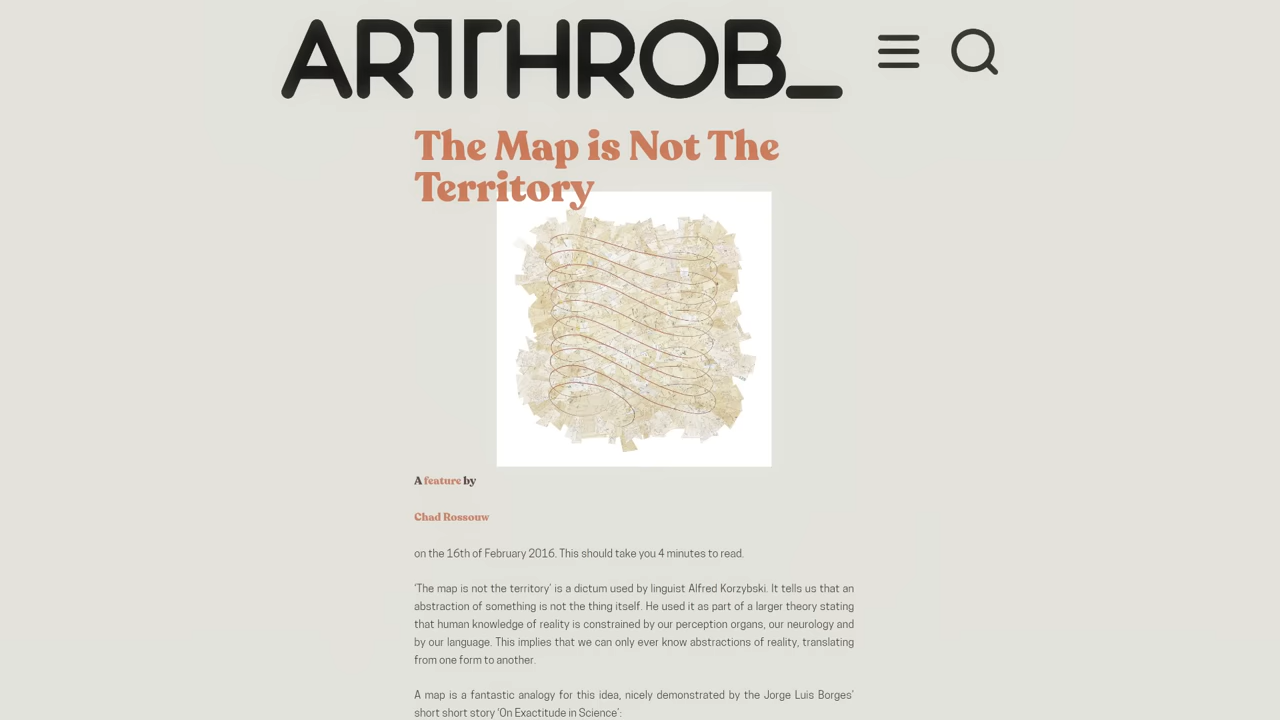 ARTTHROB_
The Map is Not The
Territory
A feature by
Chad Rossouw
on the 16th of February 2016. This should take you 4 minutes to read.
‘The map is not the territory’ is a dictum used by linguist Alfred Korzybski. It tells us that an
abstraction of something is not the thing itself. He used it as part of a larger theory stating
that human knowledge of reality is constrained by our perception organs, our neurology and
by our language. This implies that we can only ever know abstractions of reality, translating
from one form to another.
A map is a fantastic analogy for this idea, nicely demonstrated by the Jorge Luis Borges’
short short story ‘On Exactitude in Science’: